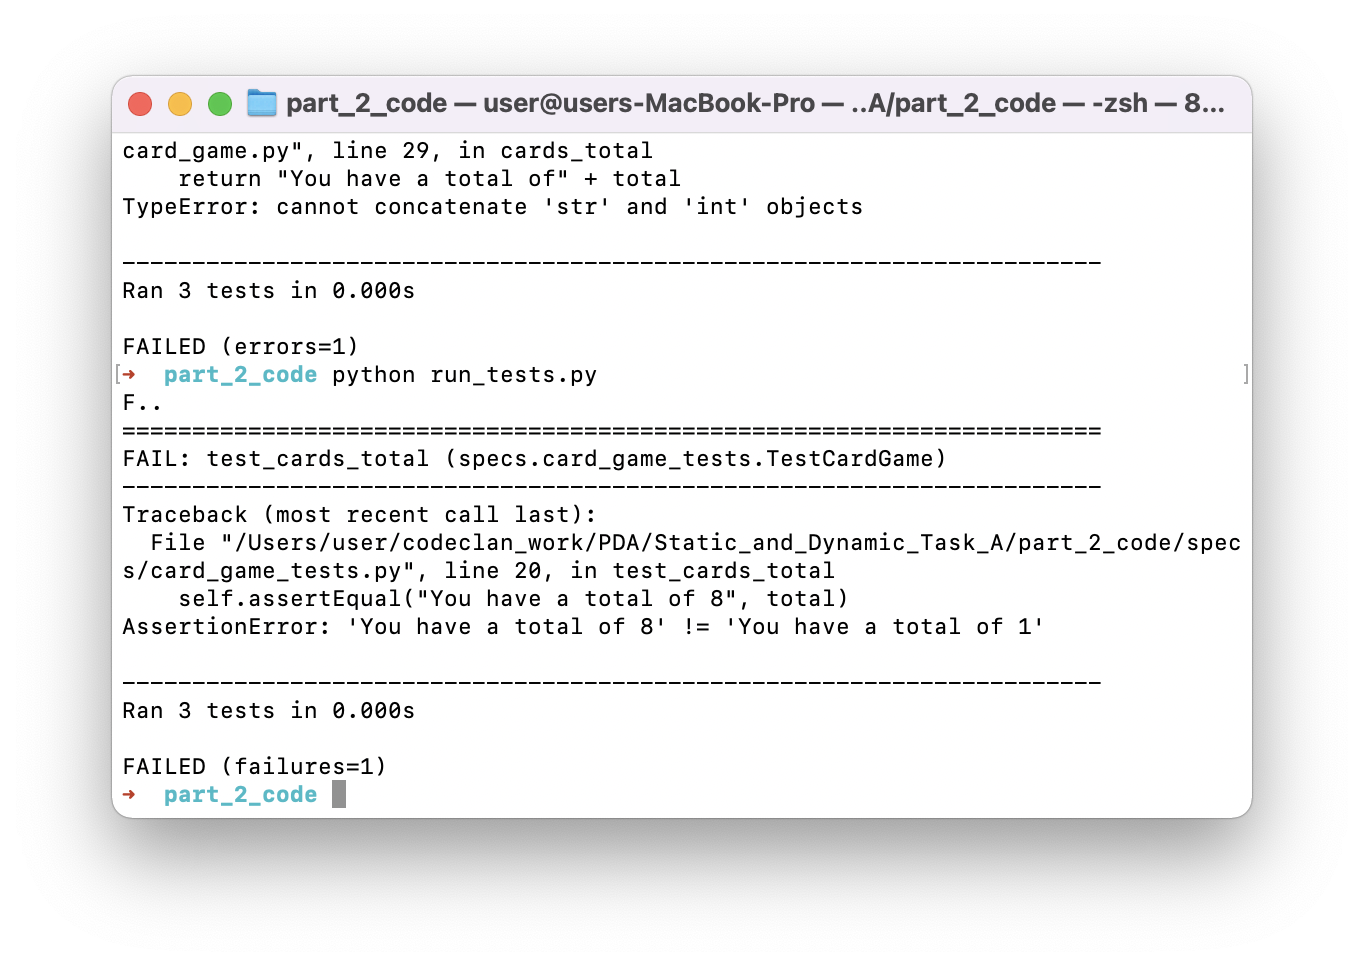 part_2_code — user@users-MacBook-Pro — ..A/part_2_code — -zsh — 8...
card_game.py", line 29, in cards_total
    return "You have a total of" + total
TypeError: cannot concatenate 'str' and 'int' objects
----------------------------------------------------------------------
Ran 3 tests in 0.000s
FAILED (errors=1)
[➜  part_2_code python run_tests.py ]
F..
======================================================================
FAIL: test_cards_total (specs.card_game_tests.TestCardGame)
----------------------------------------------------------------------
Traceback (most recent call last):
  File "/Users/user/codeclan_work/PDA/Static_and_Dynamic_Task_A/part_2_code/spec
s/card_game_tests.py", line 20, in test_cards_total
    self.assertEqual("You have a total of 8", total)
AssertionError: 'You have a total of 8' != 'You have a total of 1'
----------------------------------------------------------------------
Ran 3 tests in 0.000s
FAILED (failures=1)
➜  part_2_code